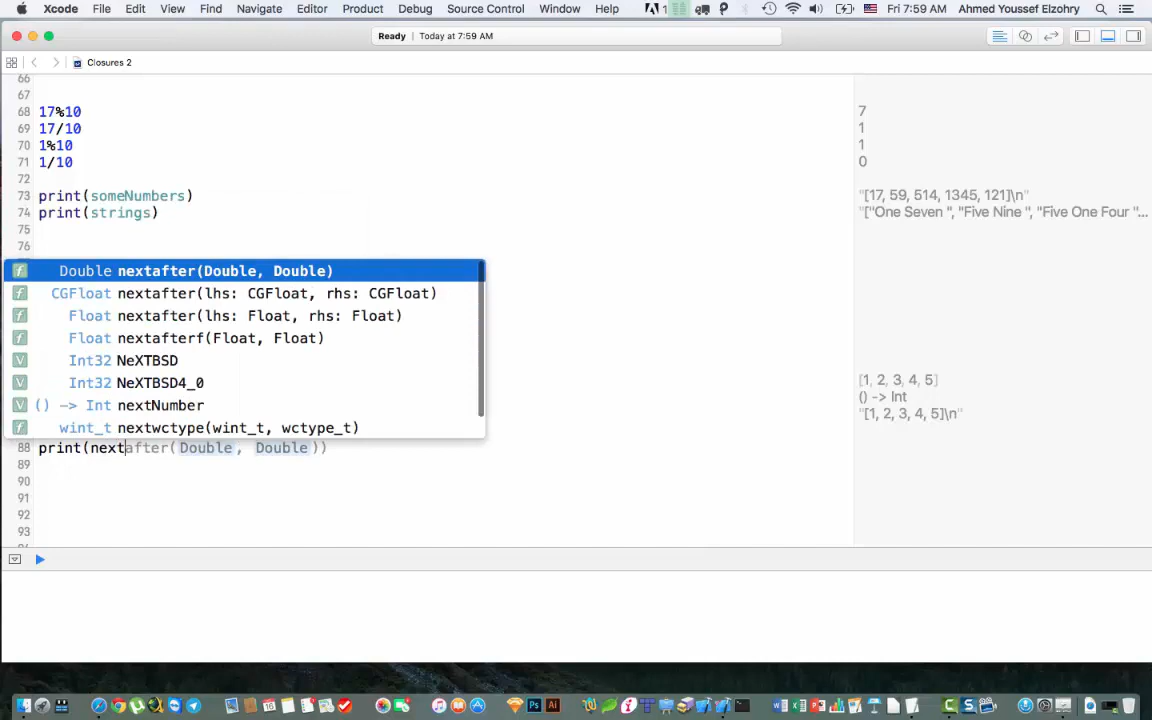 Xcode File Edit View Find Navigate Editor Product Debug Source Control Window Help 1 Fri 7:59 AM Ahmed Youssef Elzohry
Ready | Today at 7:59 AM
Closures 2
66
67
68 17%10 7
69 17/10 1
70 1%10 1
71 1/10 0
72
73 print(someNumbers) "[17, 59, 514, 1345, 121]\n"
74 print(strings) "["One Seven ", "Five Nine ", "Five One Four "...
75
76
f Double nextafter(Double, Double)
f CGFloat nextafter(lhs: CGFloat, rhs: CGFloat)
f Float nextafter(lhs: Float, rhs: Float)
f Float nextafterf(Float, Float)
V Int32 NeXTBSD
V Int32 NeXTBSD4_0 [1, 2, 3, 4, 5]
V () -> Int nextNumber () -> Int
f wint_t nextwctype(wint_t, wctype_t) "[1, 2, 3, 4, 5]\n"
88 print(nextafter(Double, Double))
89
90
91
92
93